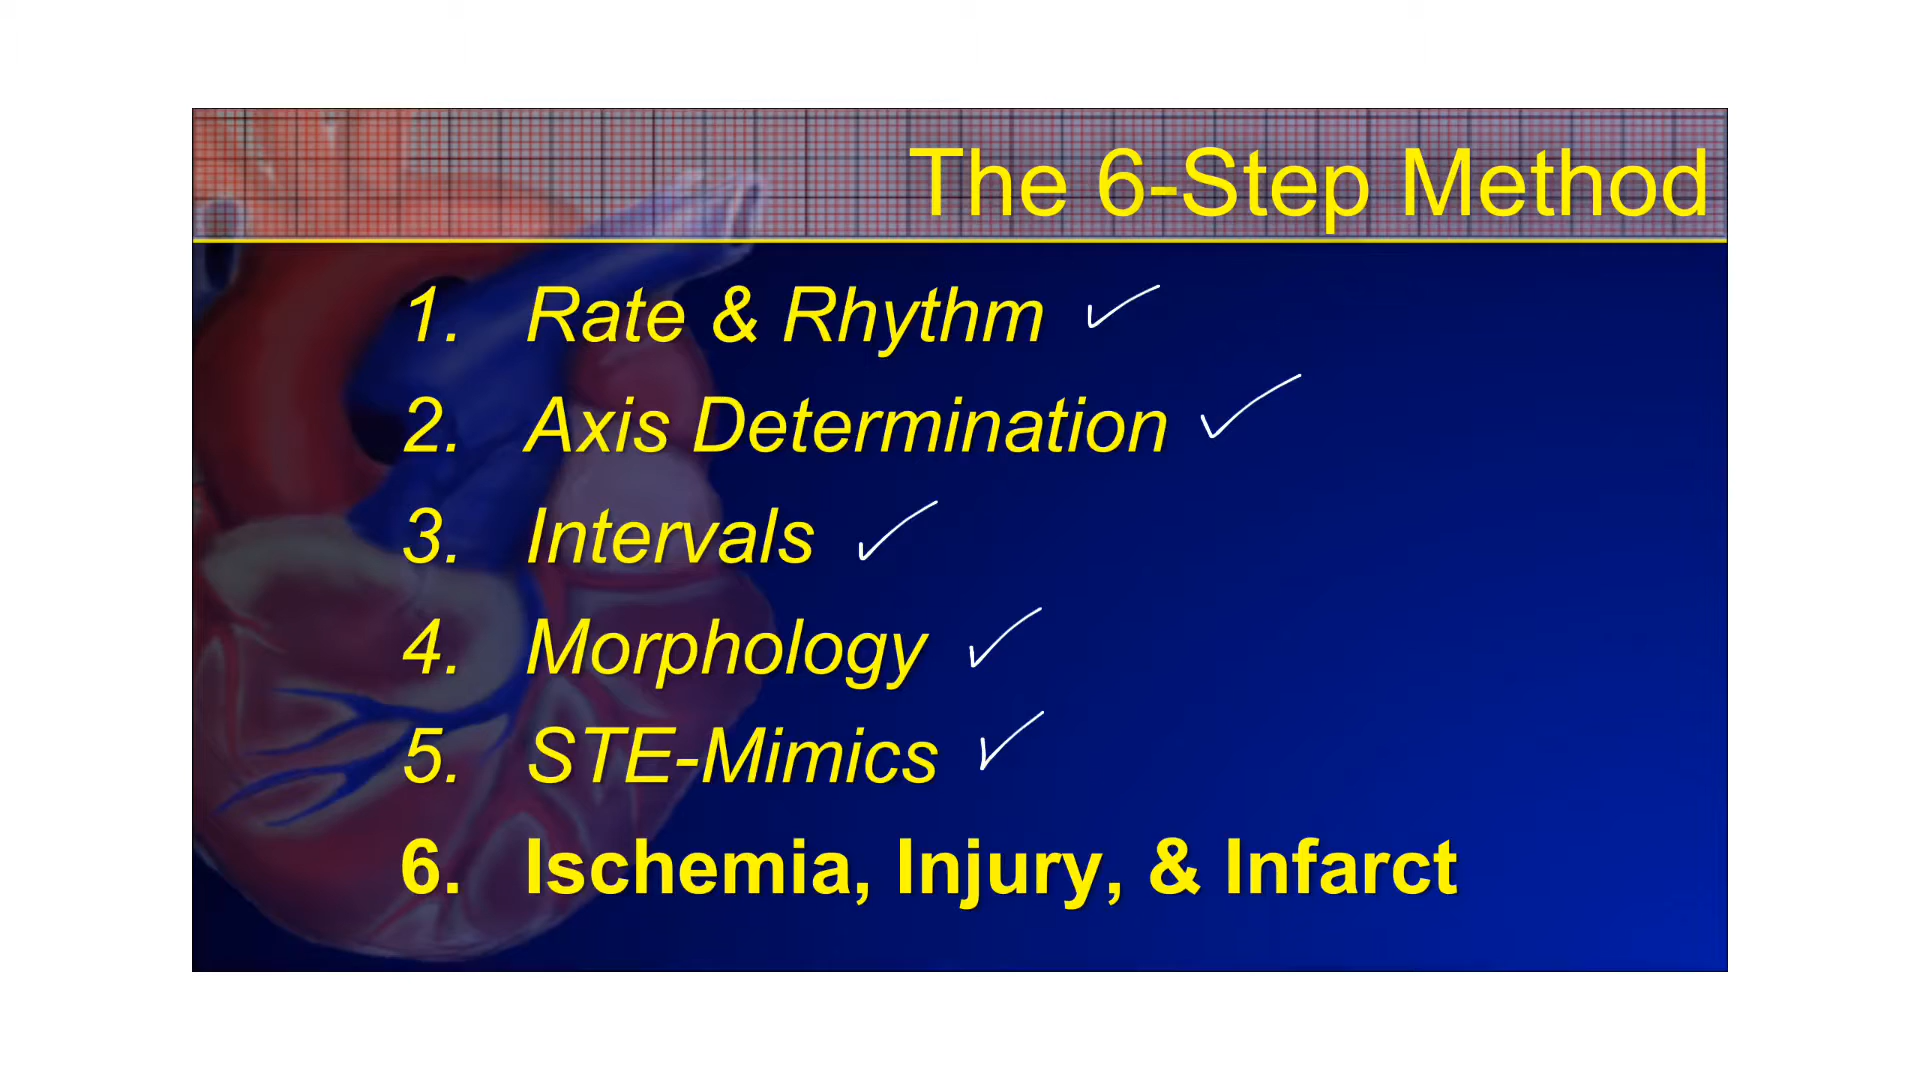 The 6-Step Method
1. Rate & Rhythm
2. Axis Determination
3. Intervals
4. Morphology
5. STE-Mimics
6. Ischemia, Injury, & Infarct